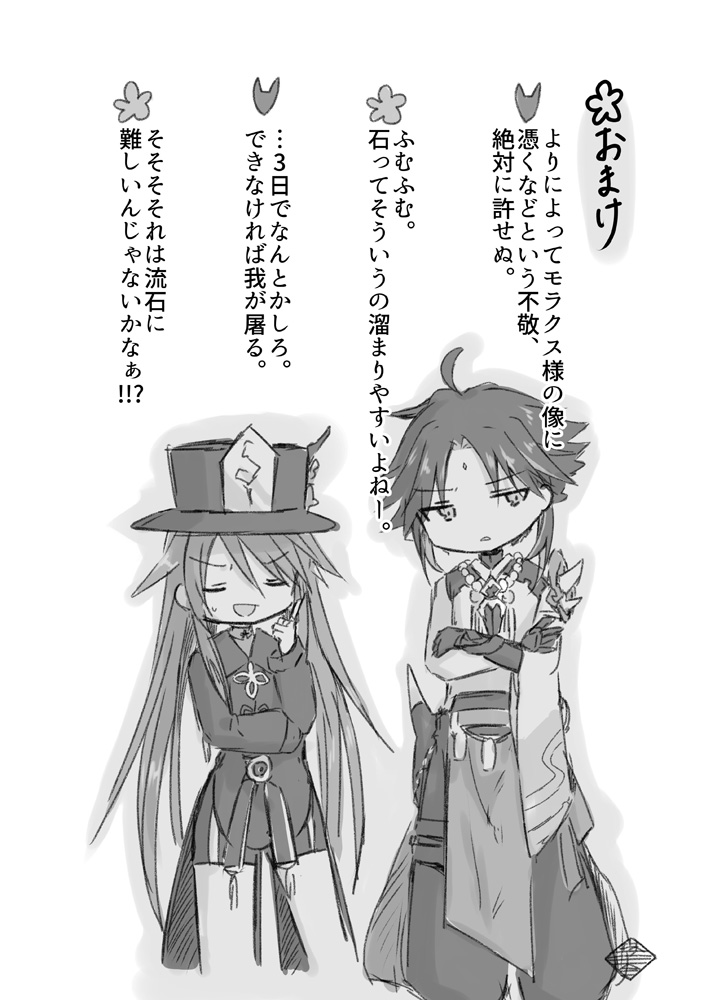 おまけ
よりによってモラクス様の像に
憑くなどという不敬、
絶対に許せぬ。
ふむふむ。
石ってそういうの溜まりやすいよねー。
…3日でなんとかしろ。
できなければ我が屠る。
そそそそれは流石に
難しいんじゃないかなぁ!!?